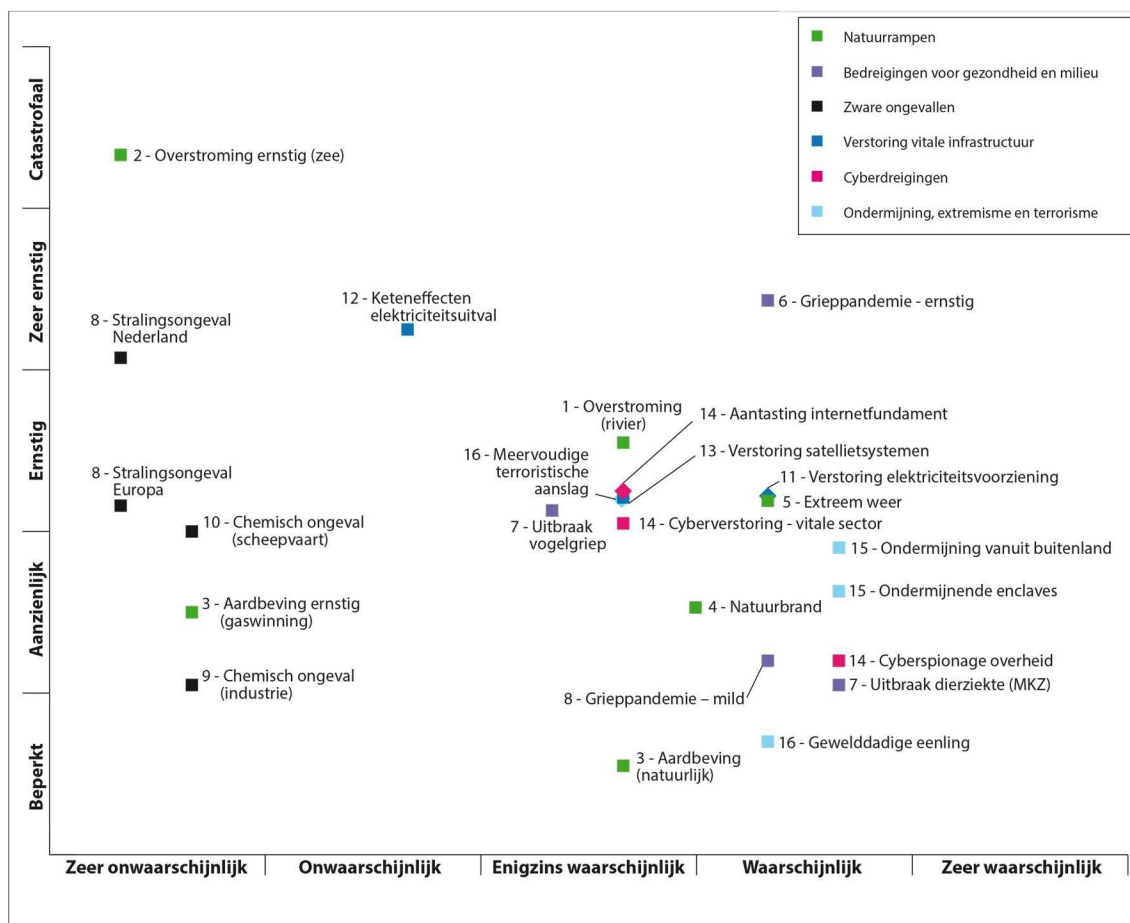 Natuurrampen
Bedreigingen voor gezondheid en milieu
Zware ongevallen
Verstoring vitale infrastructuur
Cyberdreigingen
Ondermijning, extremisme en terrorisme
Catastrofaal
Zeer ernstig
Ernstig
Aanzienlijk
Beperkt
2 - Overstroming ernstig (zee)
6 - Grieppandemie - ernstig
12 - Keteneffecten
elektriciteitsuitval
8 - Stralingsongeval
Nederland
1 - Overstroming
(rivier)
14 - Aantasting internetfundament
16 - Meervoudige
terroristische
aanslag
13 - Verstoring satellietsystemen
11 - Verstoring elektriciteitsvoorziening
5 - Extreem weer
8 - Stralingsongeval
Europa
7 - Uitbraak
vogelgriep
14 - Cyberverstoring - vitale sector
10 - Chemisch ongeval
(scheepvaart)
15 - Ondermijning vanuit buitenland
15 - Ondermijnende enclaves
3 - Aardbeving ernstig
(gaswinning)
4 - Natuurbrand
14 - Cyberspionage overheid
9 - Chemisch ongeval
(industrie)
7 - Uitbraak dierziekte (MKZ)
8 - Grieppandemie – mild
16 - Gewelddadige eenling
3 - Aardbeving
(natuurlijk)
Zeer onwaarschijnlijk
Onwaarschijnlijk
Enigzins waarschijnlijk
Waarschijnlijk
Zeer waarschijnlijk